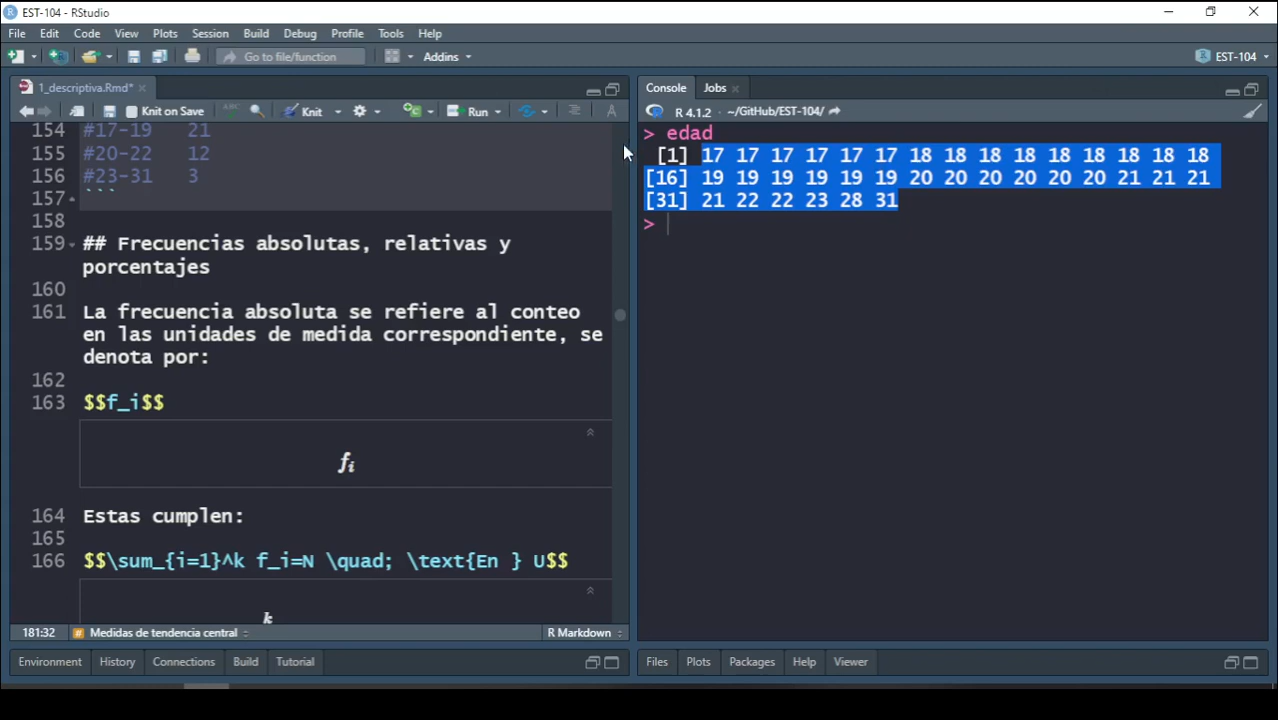 EST-104 - RStudio
File Edit Code View Plots Session Build Debug Profile Tools Help
Go to file/function Addins EST-104
1_descriptiva.Rmd*
Knit on Save ABC Knit Run
154 #17-19 21
155 #20-22 12
156 #23-31 3
157 ```
158
159 ## Frecuencias absolutas, relativas y
porcentajes
160
161 La frecuencia absoluta se refiere al conteo
en las unidades de medida correspondiente, se
denota por:
162
163 $$f_i$$
fi
164 Estas cumplen:
165
166 $$\sum_{i=1}^k f_i=N \quad; \text{En } U$$
k
181:32 # Medidas de tendencia central R Markdown
Environment History Connections Build Tutorial
Console Jobs
R 4.1.2 · ~/GitHub/EST-104/
> edad
[1] 17 17 17 17 17 17 18 18 18 18 18 18 18 18 18
[16] 19 19 19 19 19 19 20 20 20 20 20 20 21 21 21
[31] 21 22 22 23 28 31
>
Files Plots Packages Help Viewer